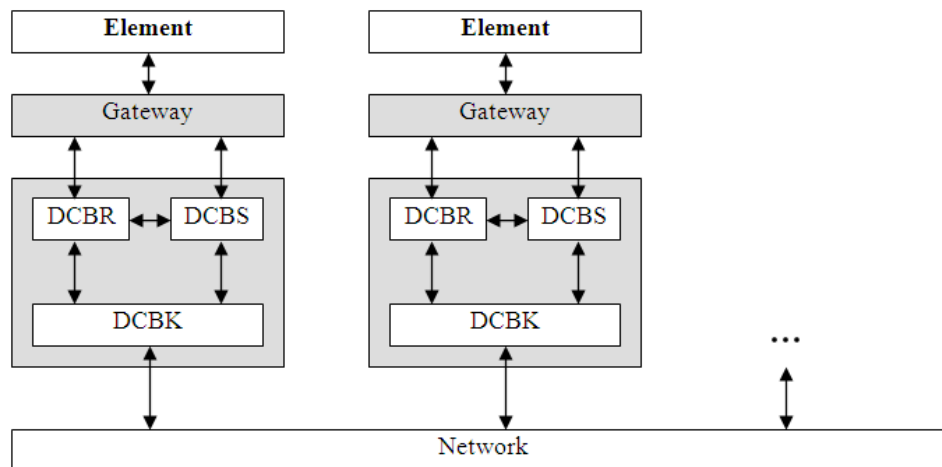 Element
Element
Gateway
Gateway
DCBR
DCBS
DCBR
DCBS
DCBK
DCBK
...
Network